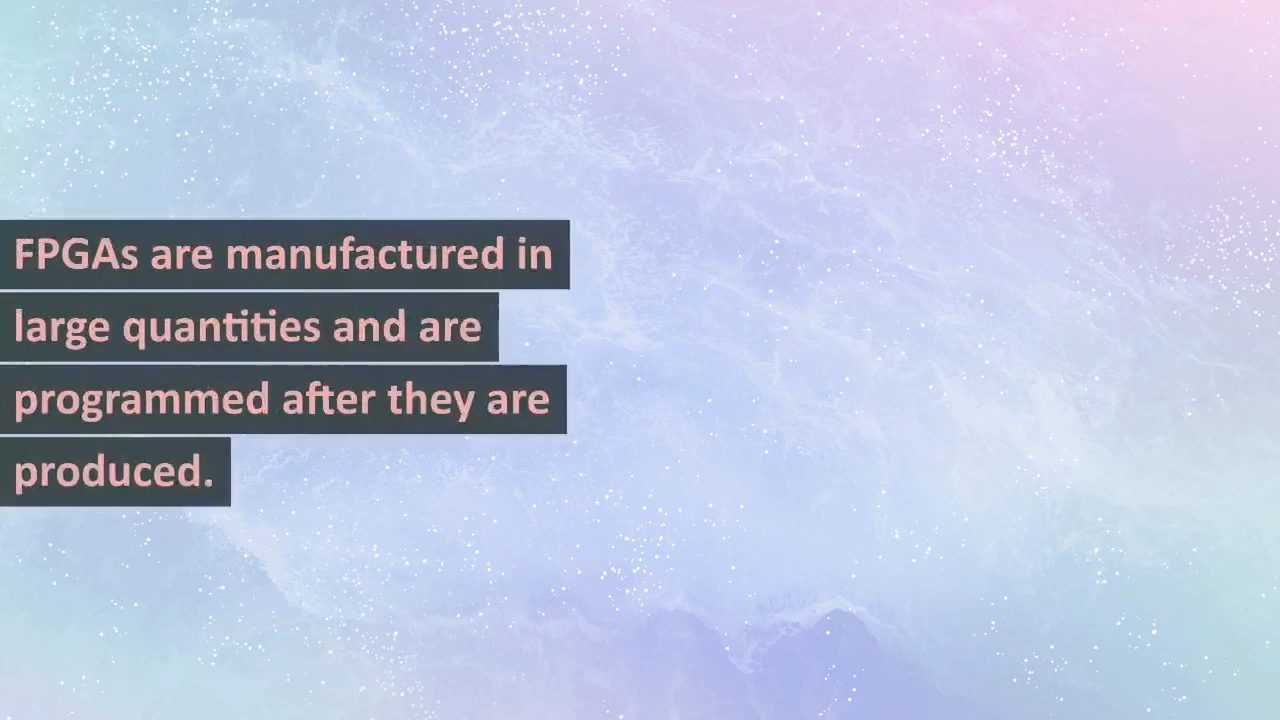 FPGAs are manufactured in
large quantities and are
programmed after they are
produced.